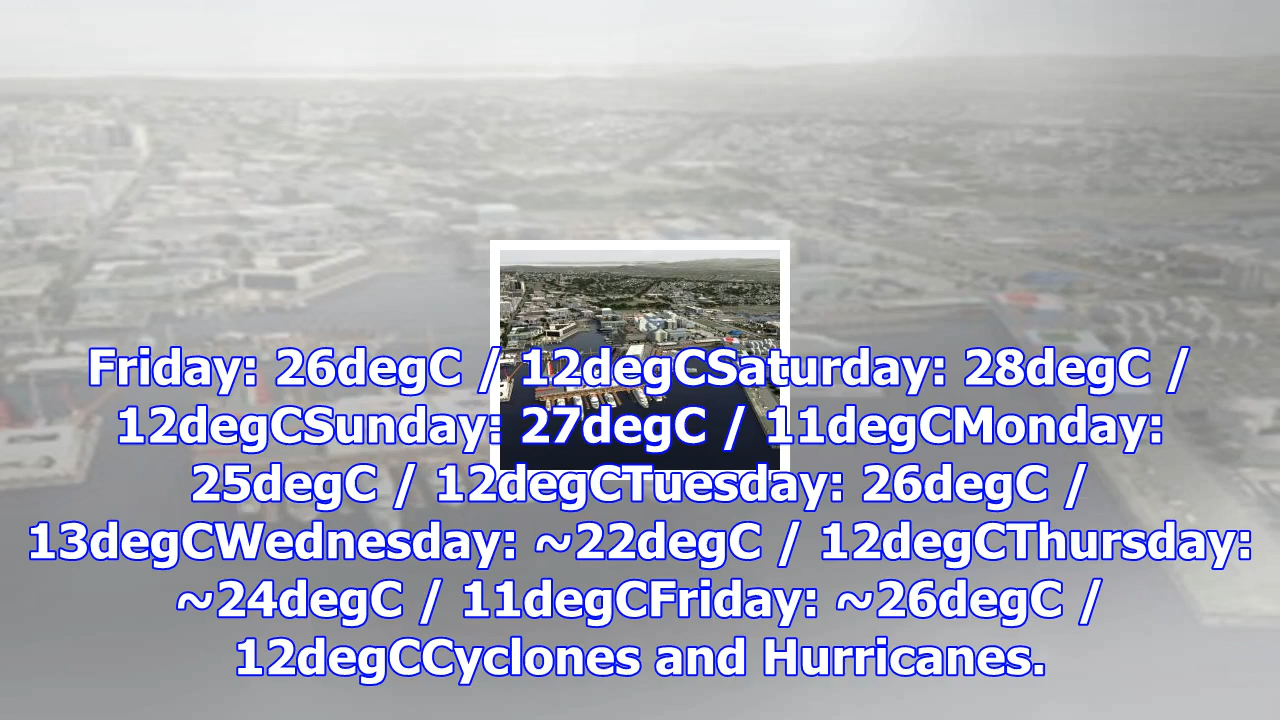 Friday: 26degC / 12degCSaturday: 28degC /
12degCSunday: 27degC / 11degCMonday:
25degC / 12degCTuesday: 26degC /
13degCWednesday: ~22degC / 12degCThursday:
~24degC / 11degCFriday: ~26degC /
12degCCyclones and Hurricanes.